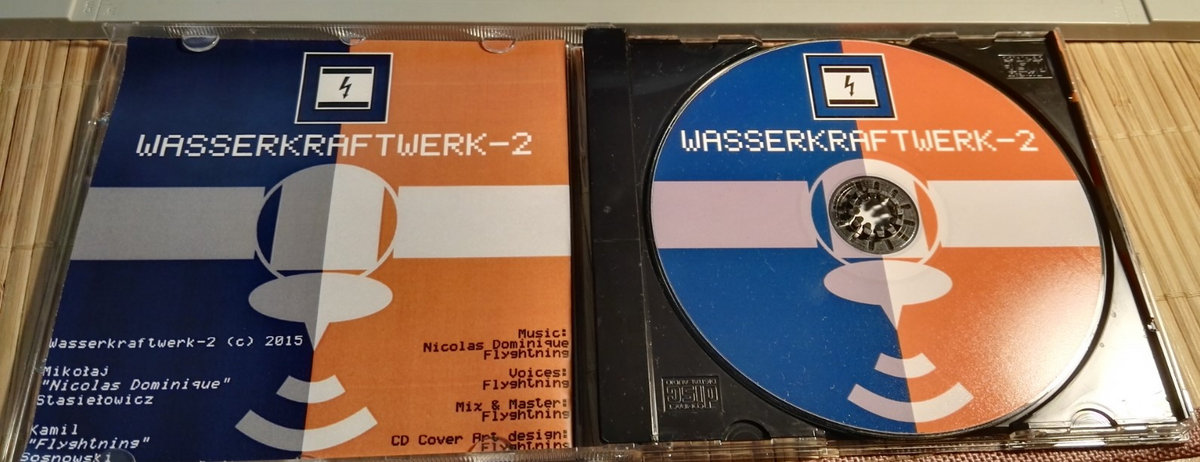 WASSERKRAFTWERK-2
Wasserkraftwerk-2 (c) 2015
Mikołaj
"Nicolas Dominique"
Stasiełowicz
Kamil
"Flyghtning"
Sosnowski
Music:
Nicolas Dominique
Flyghtning
Voices:
Flyghtning
Mix & Master:
Flyghtning
CD Cover Art design:
Flyghtning
WASSERKRAFTWERK-2